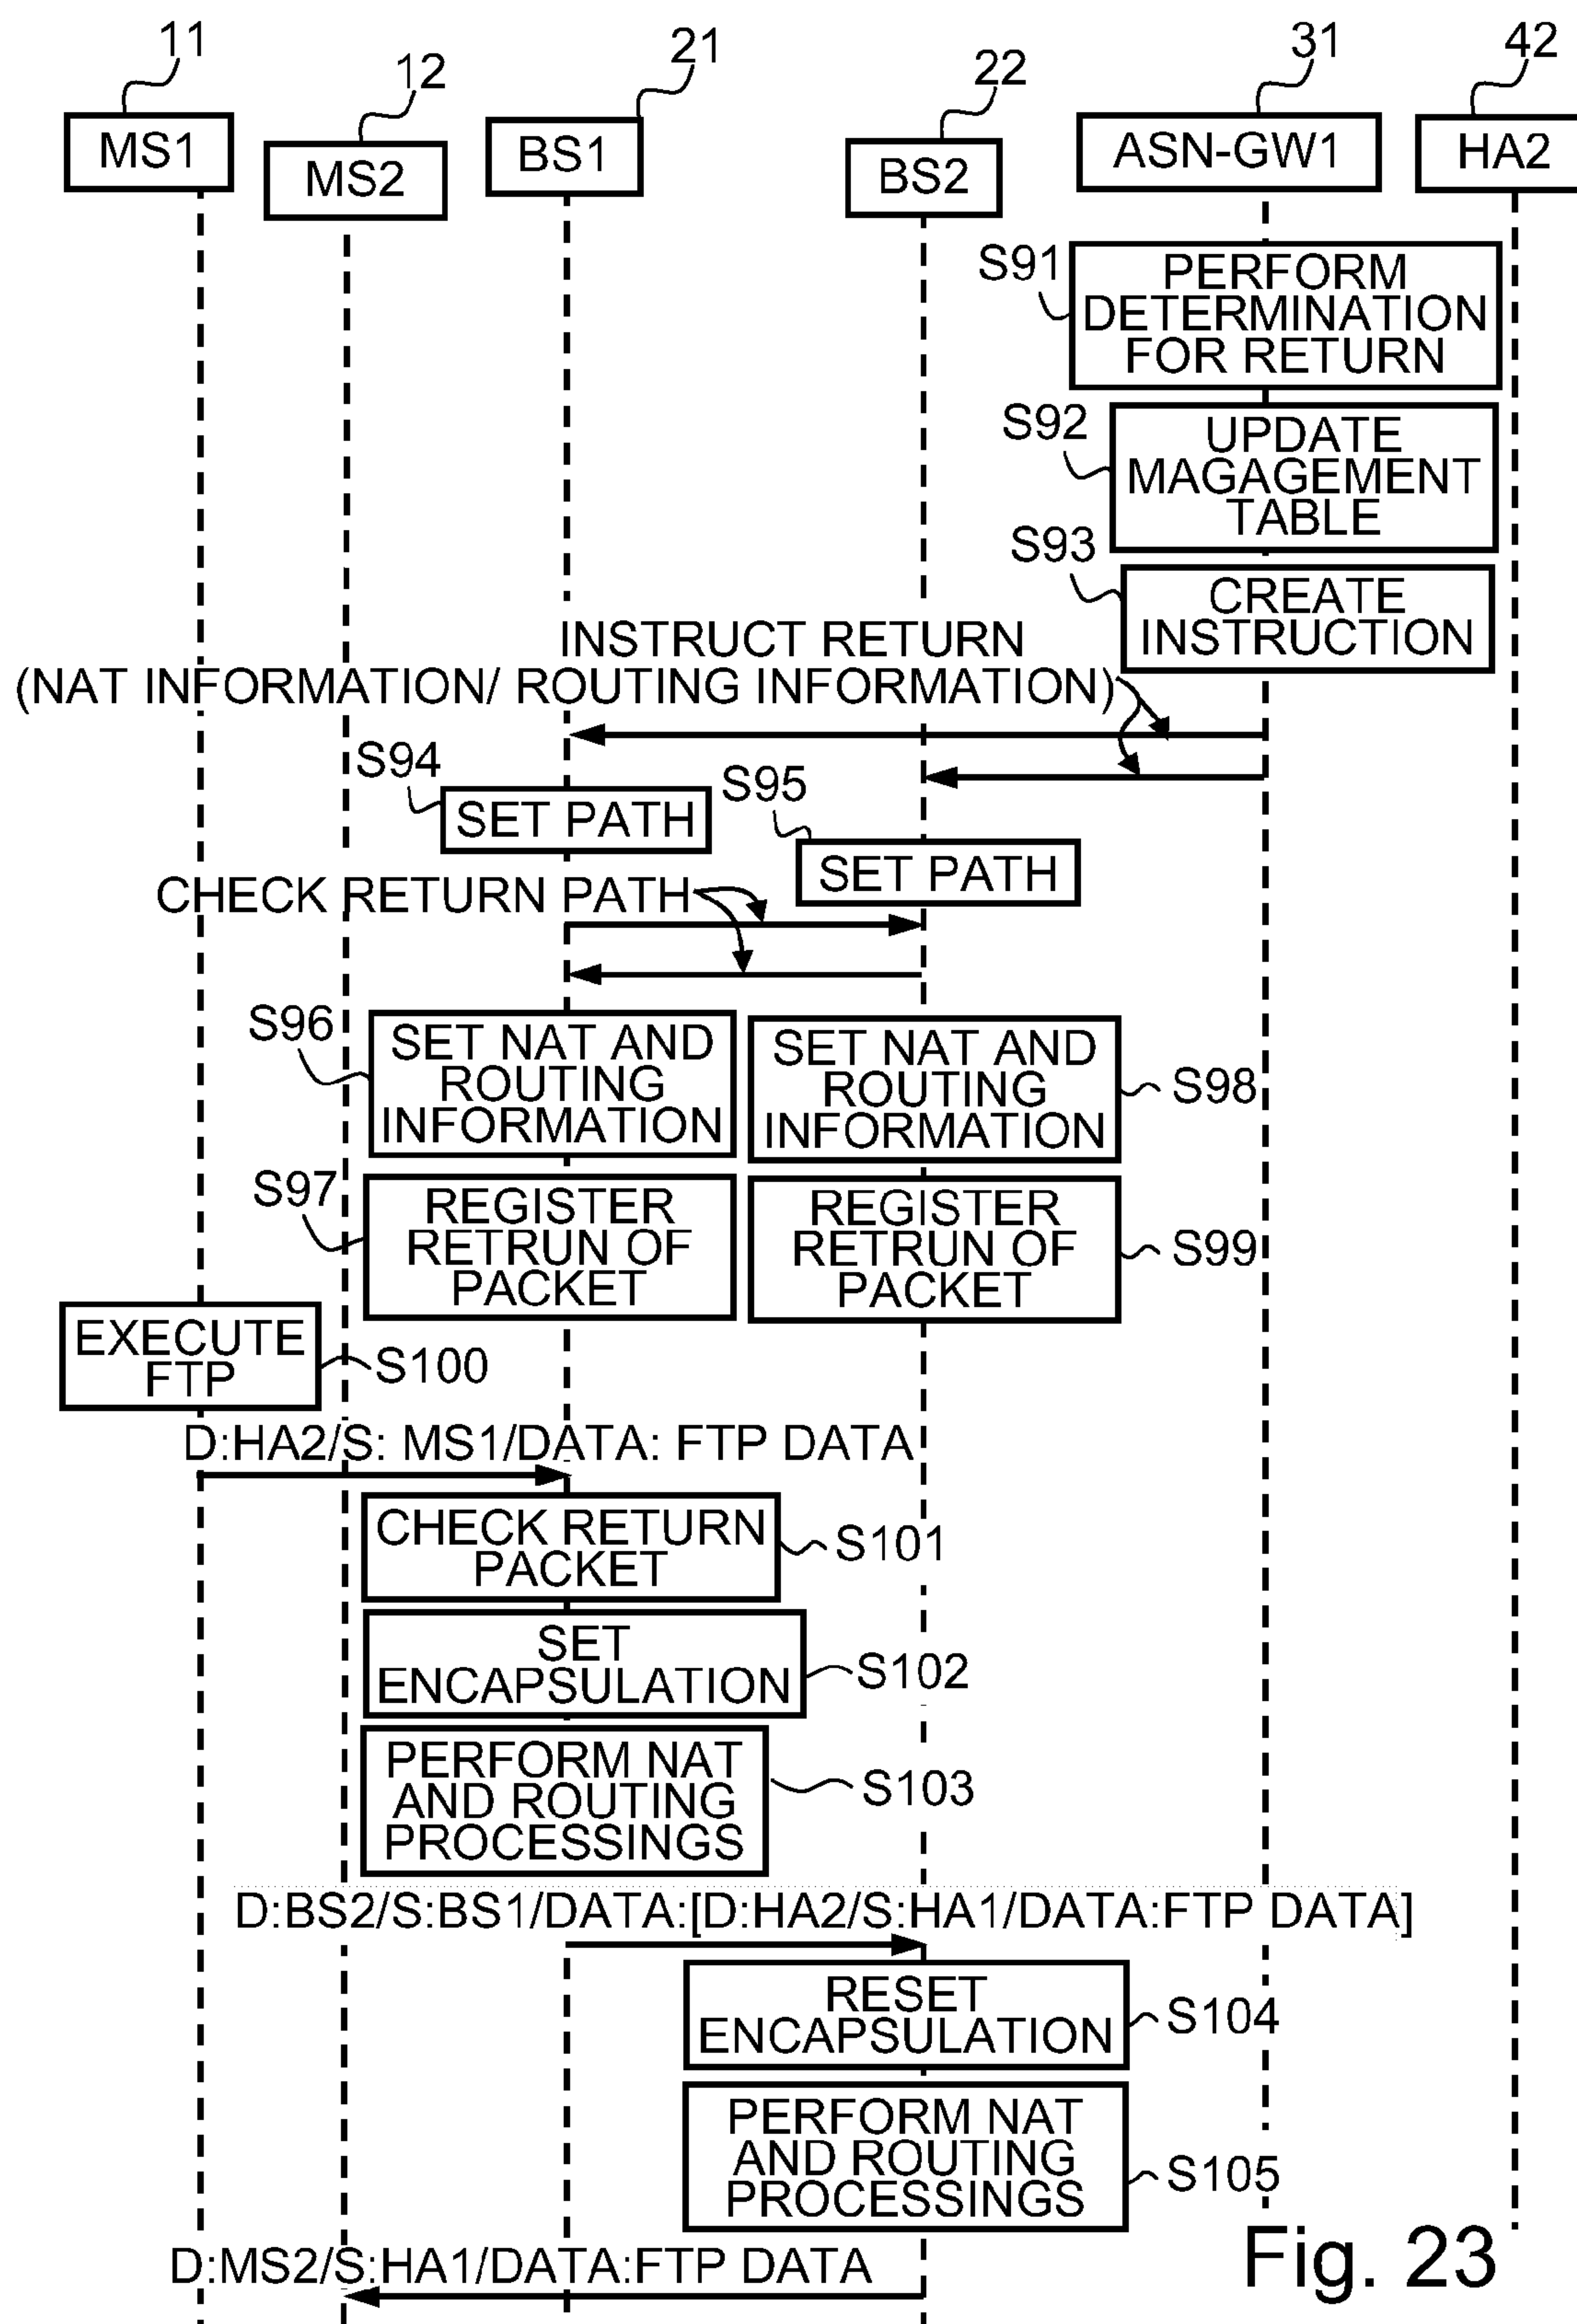 11
12
21
22
31
42
MS1
MS2
BS1
BS2
ASN-GW1
HA2
S91
PERFORM
DETERMINATION
FOR RETURN
S92
UPDATE
MAGAGEMENT
TABLE
S93
CREATE
INSTRUCTION
INSTRUCT RETURN
(NAT INFORMATION/ ROUTING INFORMATION)
S94
SET PATH
S95
SET PATH
CHECK RETURN PATH
S96
SET NAT AND
ROUTING
INFORMATION
SET NAT AND
ROUTING
INFORMATION
S98
S97
REGISTER
RETRUN OF
PACKET
REGISTER
RETRUN OF
PACKET
S99
EXECUTE
FTP
S100
D:HA2/S: MS1/DATA: FTP DATA
CHECK RETURN
PACKET
S101
SET
ENCAPSULATION
S102
PERFORM NAT
AND ROUTING
PROCESSINGS
S103
D:BS2/S:BS1/DATA:[D:HA2/S:HA1/DATA:FTP DATA]
RESET
ENCAPSULATION
S104
PERFORM NAT
AND ROUTING
PROCESSINGS
S105
D:MS2/S:HA1/DATA:FTP DATA
Fig. 23